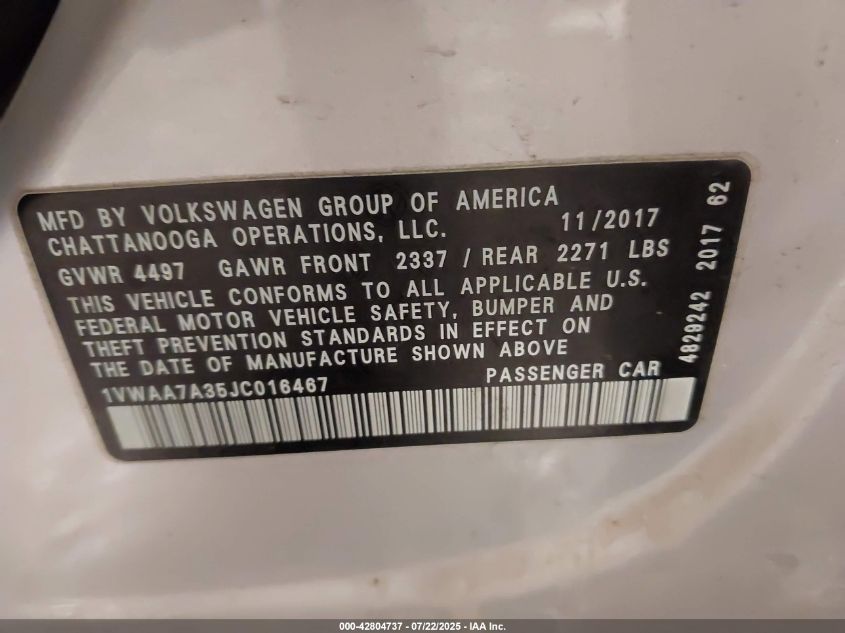 MFD BY VOLKSWAGEN GROUP OF AMERICA
CHATTANOOGA OPERATIONS, LLC. 11/2017
GVWR 4497 GAWR FRONT 2337 / REAR 2271 LBS
THIS VEHICLE CONFORMS TO ALL APPLICABLE U.S.
FEDERAL MOTOR VEHICLE SAFETY, BUMPER AND
THEFT PREVENTION STANDARDS IN EFFECT ON
THE DATE OF MANUFACTURE SHOWN ABOVE
1VWAA7A35JC016467 PASSENGER CAR
4829242 2017 62
000-42804737 - 07/22/2025 - IAA Inc.